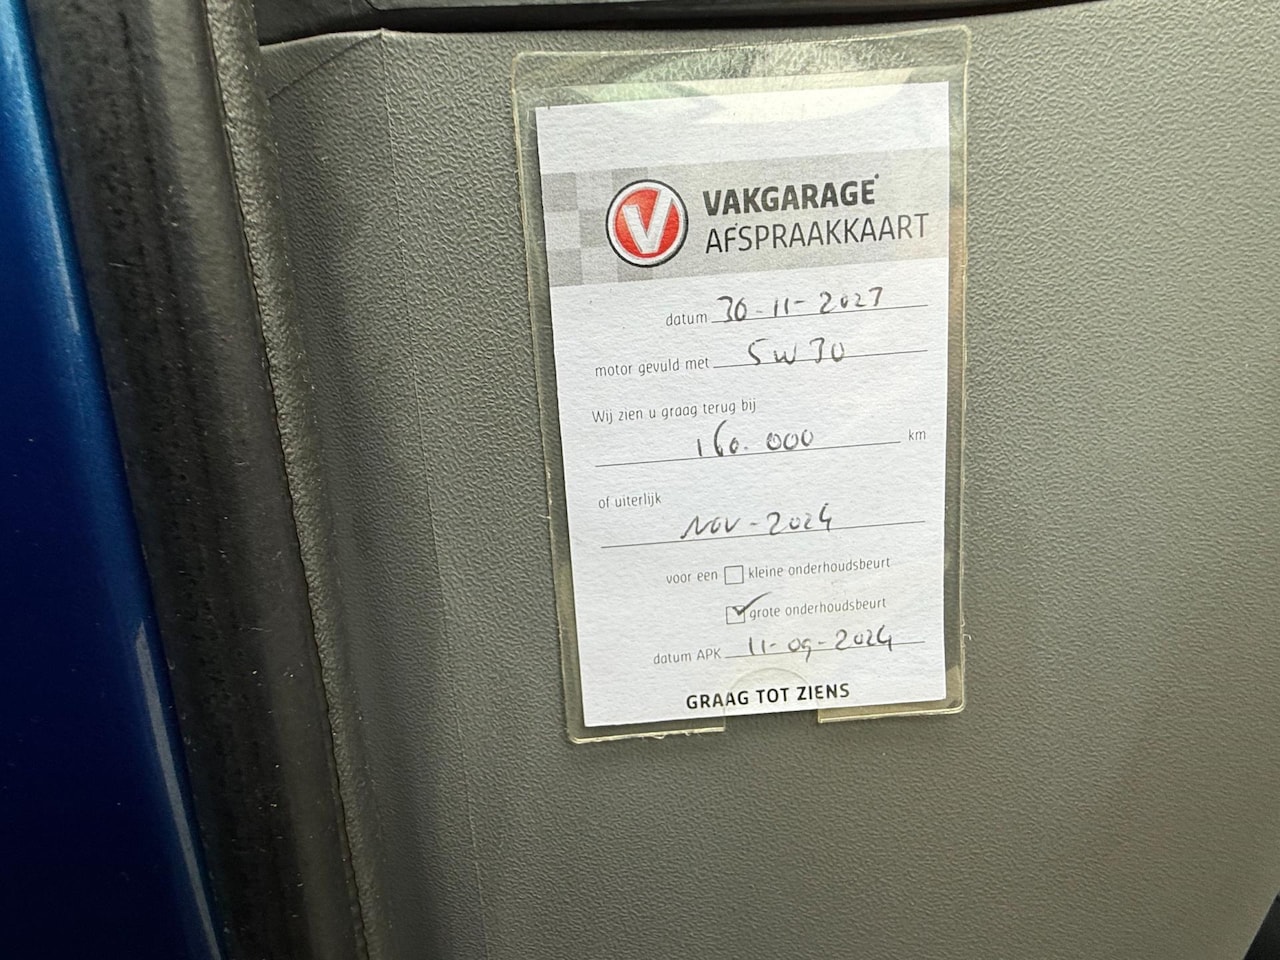 VAKGARAGE
AFSPRAAKKAART
datum 30-11-2023
motor gevuld met 5W30
Wij zien u graag terug bij
160.000 km
of uiterlijk
NOV-2024
voor een kleine onderhoudsbeurt
grote onderhoudsbeurt
datum APK 11-09-2024
GRAAG TOT ZIENS